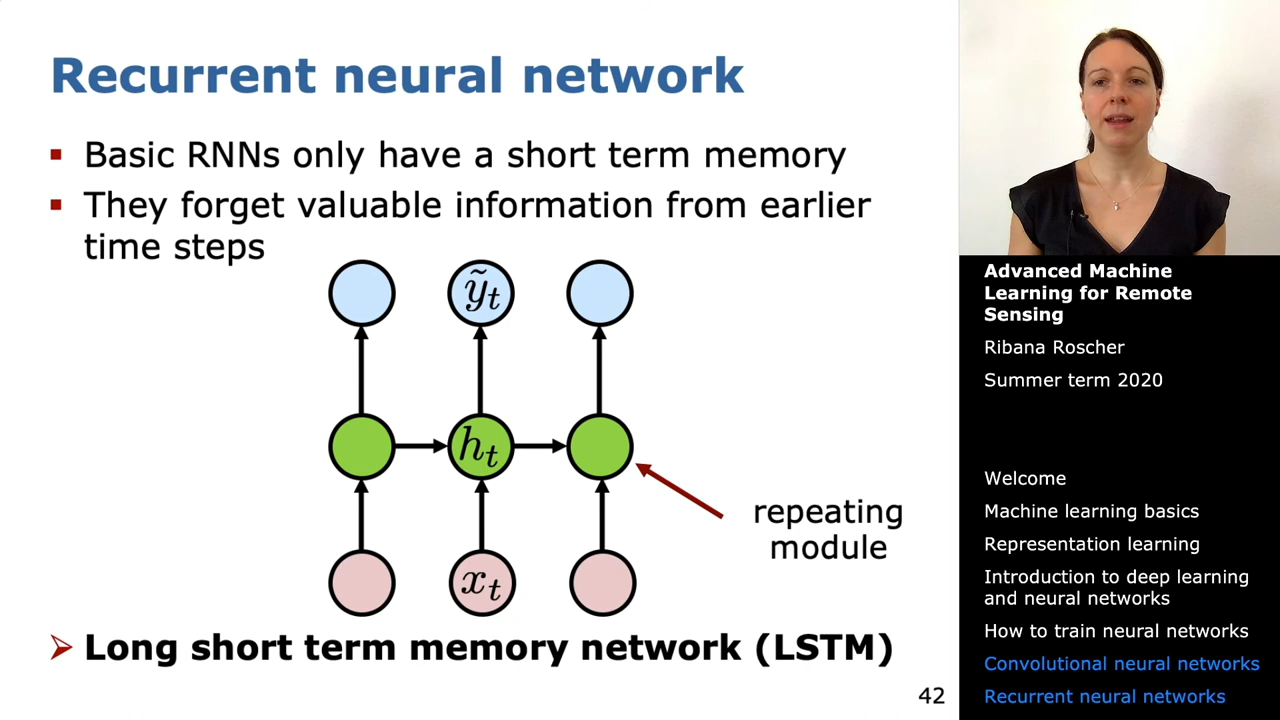 Recurrent neural network
▪ Basic RNNs only have a short term memory
▪ They forget valuable information from earlier
time steps
ỹₜ
hₜ
xₜ
repeating
module
➢ Long short term memory network (LSTM)
42
Advanced Machine
Learning for Remote
Sensing
Ribana Roscher
Summer term 2020
Welcome
Machine learning basics
Representation learning
Introduction to deep learning
and neural networks
How to train neural networks
Convolutional neural networks
Recurrent neural networks